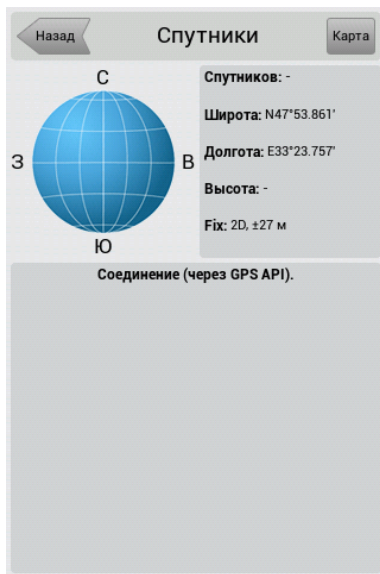 Назад
Спутники
Карта
С
З
В
Ю
Спутников: -
Широта: N47°53.861'
Долгота: E33°23.757'
Высота: -
Fix: 2D, ±27 м
Соединение (через GPS API).